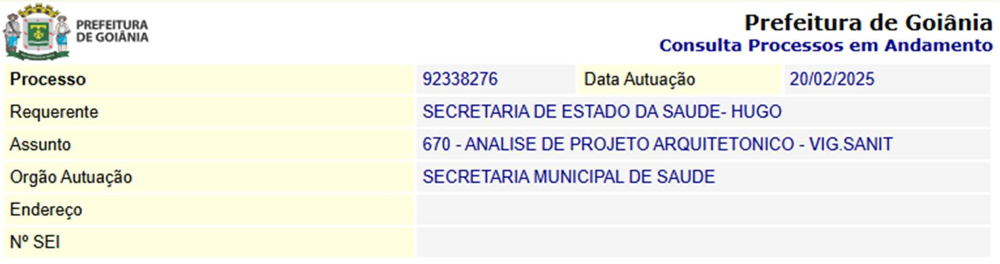 PREFEITURA
DE GOIÂNIA
Prefeitura de Goiânia
Consulta Processos em Andamento
Processo 92338276 Data Autuação 20/02/2025
Requerente SECRETARIA DE ESTADO DA SAUDE- HUGO
Assunto 670 - ANALISE DE PROJETO ARQUITETONICO - VIG.SANIT
Orgão Autuação SECRETARIA MUNICIPAL DE SAUDE
Endereço
Nº SEI